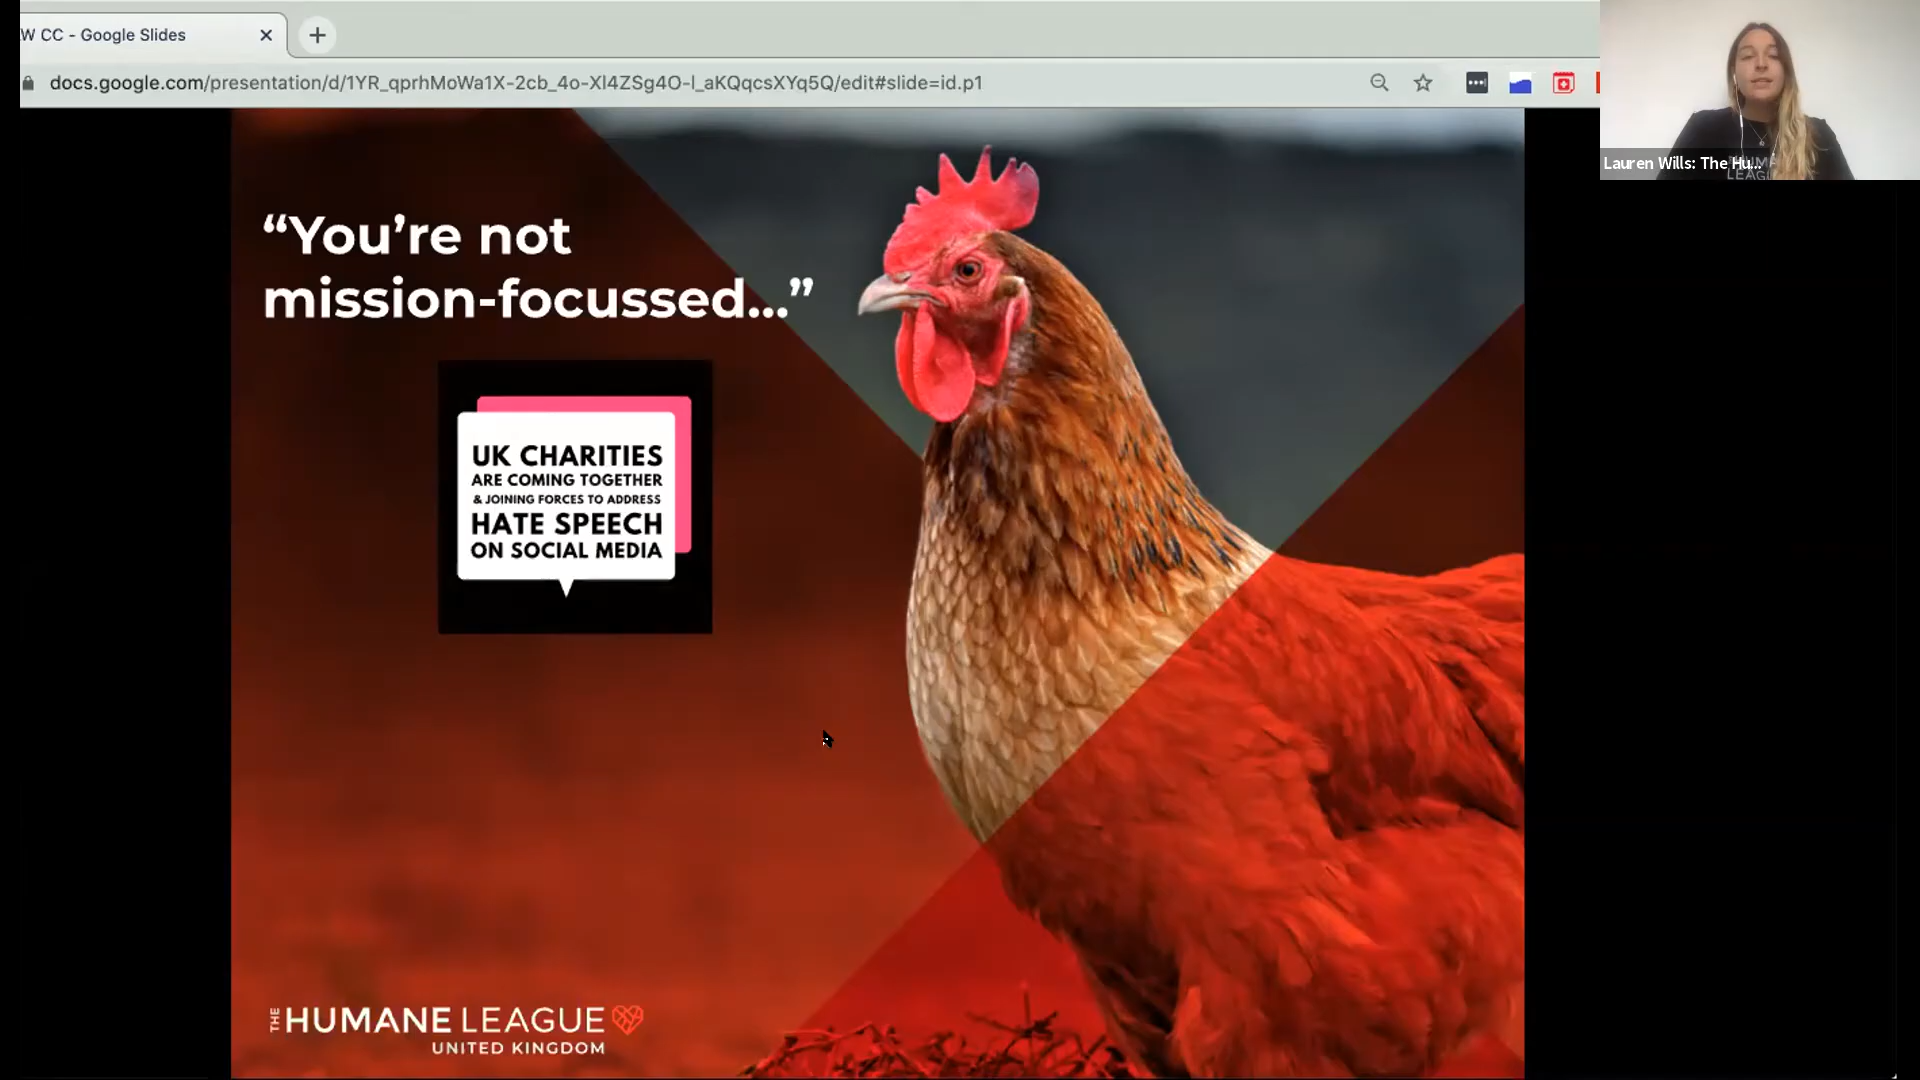 W CC - Google Slides
docs.google.com/presentation/d/1YR_qprhMoWa1X-2cb_4o-Xl4ZSg4O-l_aKQqcsXYq5Q/edit#slide=id.p1
Lauren Wills: The Hu...
HUMANE
LEAGUE
“You’re not
mission-focussed...”
UK CHARITIES
ARE COMING TOGETHER
& JOINING FORCES TO ADDRESS
HATE SPEECH
ON SOCIAL MEDIA
THE HUMANE LEAGUE
UNITED KINGDOM